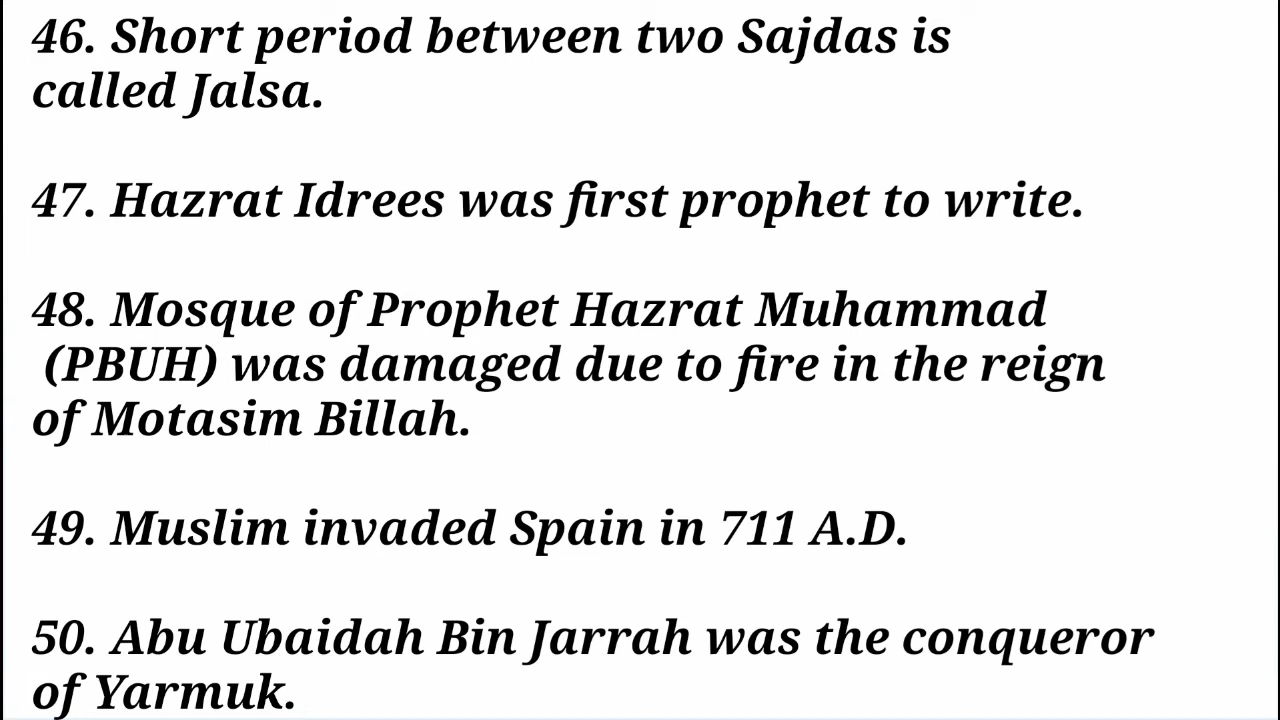 46. Short period between two Sajdas is
called Jalsa.
47. Hazrat Idrees was first prophet to write.
48. Mosque of Prophet Hazrat Muhammad
(PBUH) was damaged due to fire in the reign
of Motasim Billah.
49. Muslim invaded Spain in 711 A.D.
50. Abu Ubaidah Bin Jarrah was the conqueror
of Yarmuk.